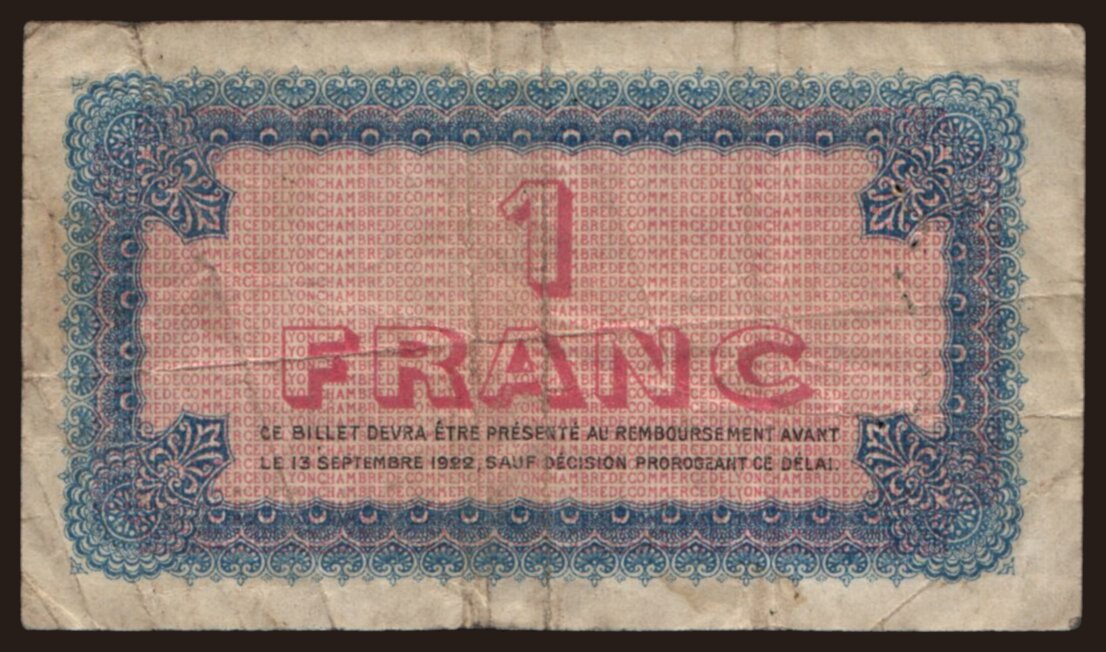 1
FRANC
CE BILLET DEVRA ÊTRE PRÉSENTÉ AU REMBOURSEMENT AVANT
LE 13 SEPTEMBRE 1922, SAUF DÉCISION PROROGEANT CE DÉLAI.